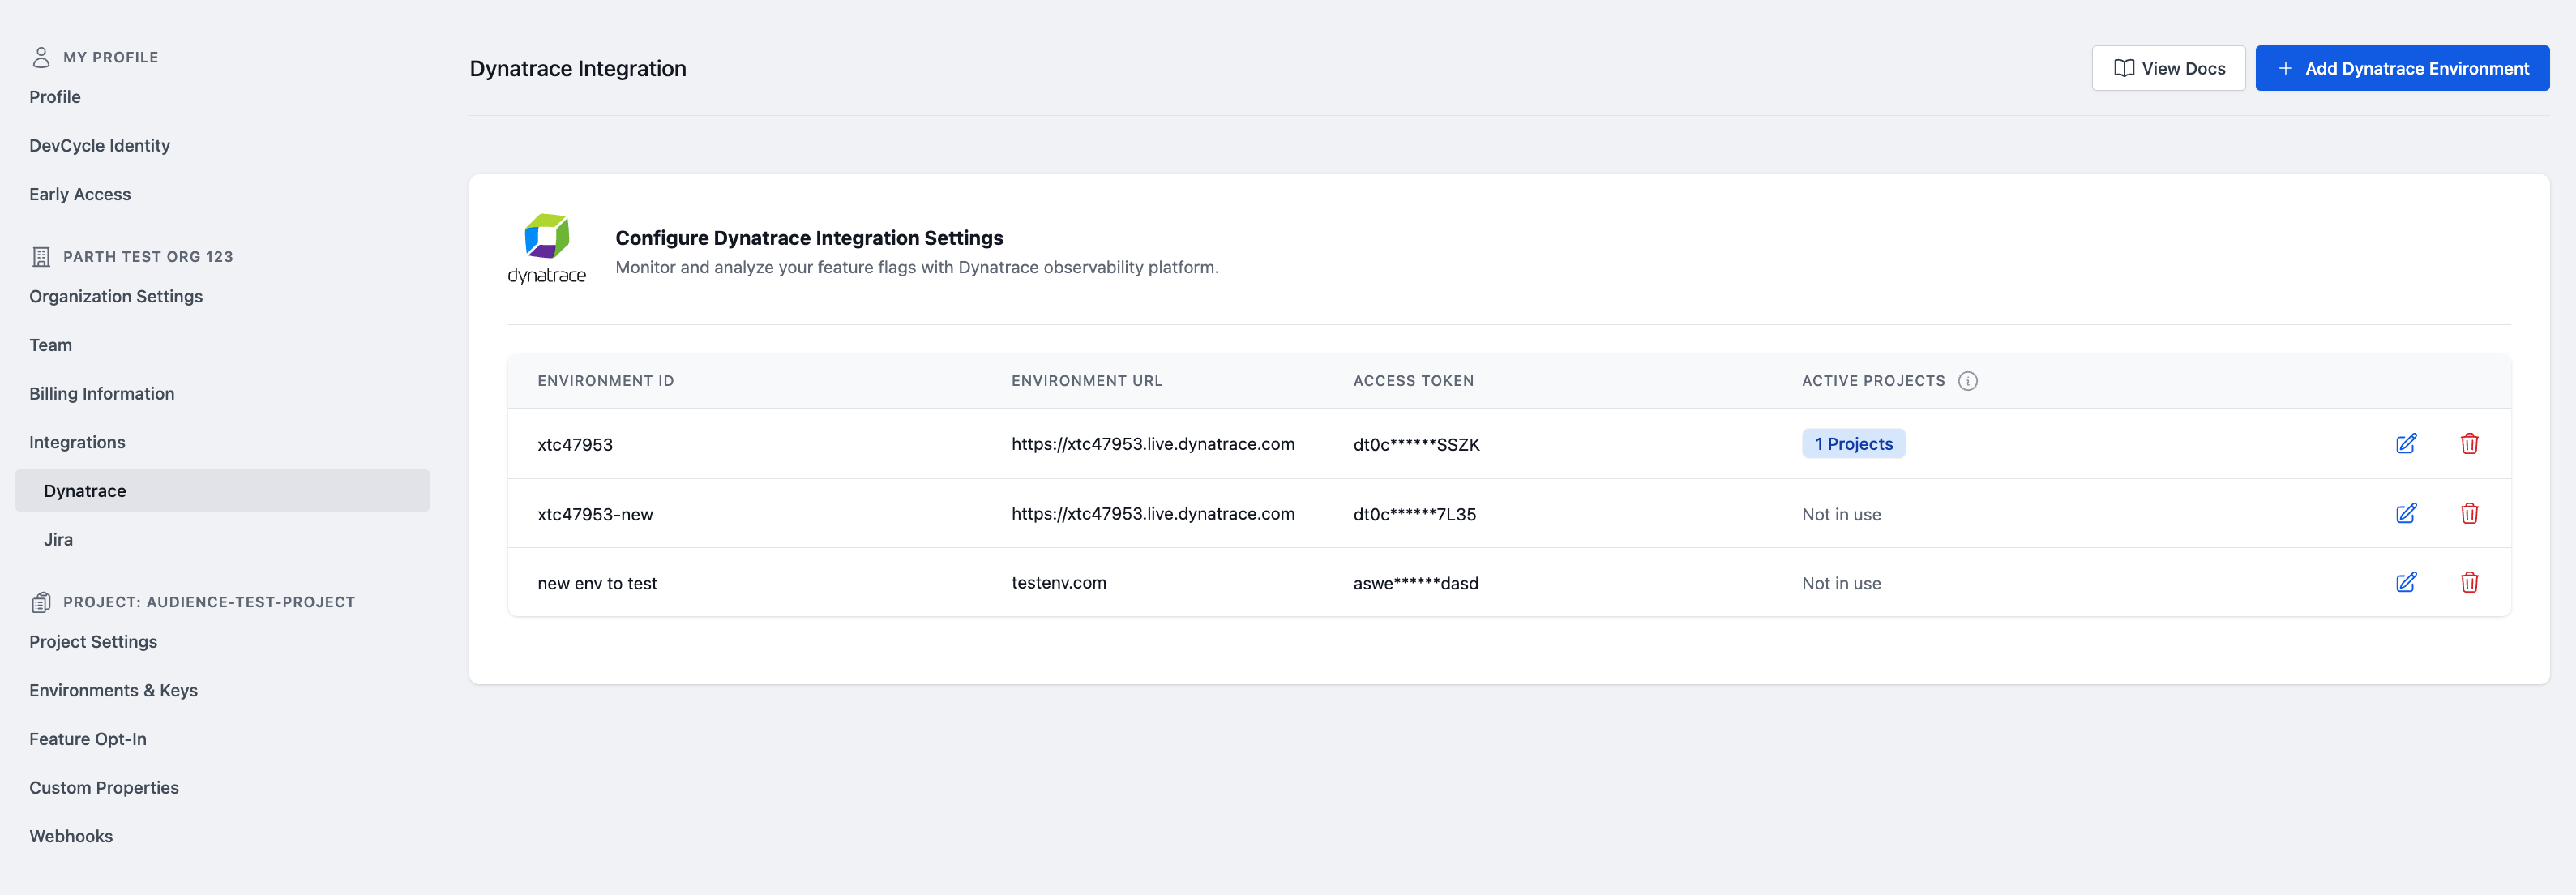 MY PROFILE
Profile
DevCycle Identity
Early Access
PARTH TEST ORG 123
Organization Settings
Team
Billing Information
Integrations
Dynatrace
Jira
PROJECT: AUDIENCE-TEST-PROJECT
Project Settings
Environments & Keys
Feature Opt-In
Custom Properties
Webhooks
Dynatrace Integration
View Docs
Add Dynatrace Environment
dynatrace
Configure Dynatrace Integration Settings
Monitor and analyze your feature flags with Dynatrace observability platform.
ENVIRONMENT ID ENVIRONMENT URL ACCESS TOKEN ACTIVE PROJECTS
xtc47953 https://xtc47953.live.dynatrace.com dt0c******SSZK 1 Projects
xtc47953-new https://xtc47953.live.dynatrace.com dt0c******7L35 Not in use
new env to test testenv.com aswe******dasd Not in use